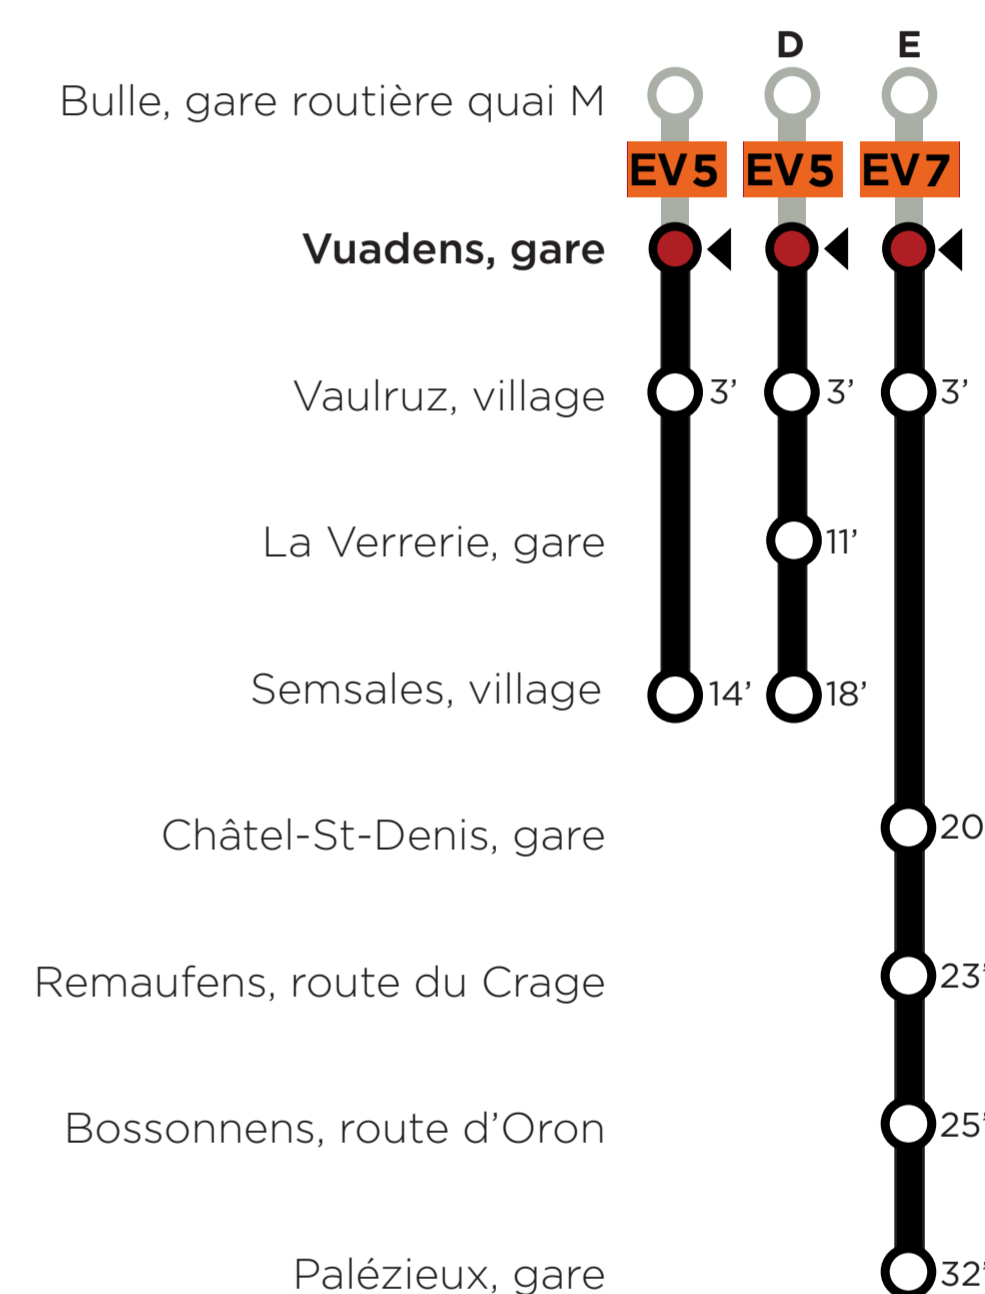 D E
Bulle, gare routière quai M
EV5 EV5 EV7
Vuadens, gare
Vaulruz, village 3’ 3’ 3’
La Verrerie, gare 11’
Semsales, village 14’ 18’
Châtel-St-Denis, gare 20
Remaufens, route du Crage 23’
Bossonnens, route d’Oron 25’
Palézieux, gare 32’